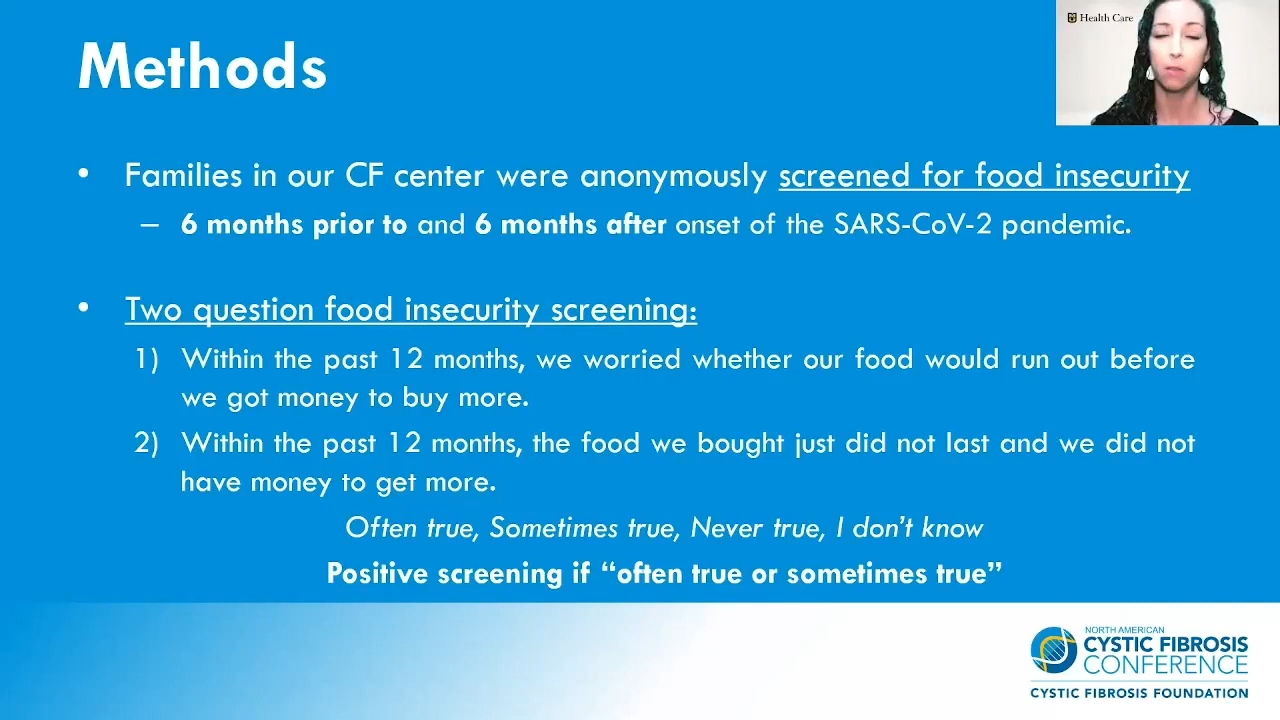 Methods
Health Care
• Families in our CF center were anonymously screened for food insecurity
– 6 months prior to and 6 months after onset of the SARS-CoV-2 pandemic.
• Two question food insecurity screening:
1) Within the past 12 months, we worried whether our food would run out before
we got money to buy more.
2) Within the past 12 months, the food we bought just did not last and we did not
have money to get more.
Often true, Sometimes true, Never true, I don’t know
Positive screening if “often true or sometimes true”
NORTH AMERICAN
CYSTIC FIBROSIS
CONFERENCE
CYSTIC FIBROSIS FOUNDATION